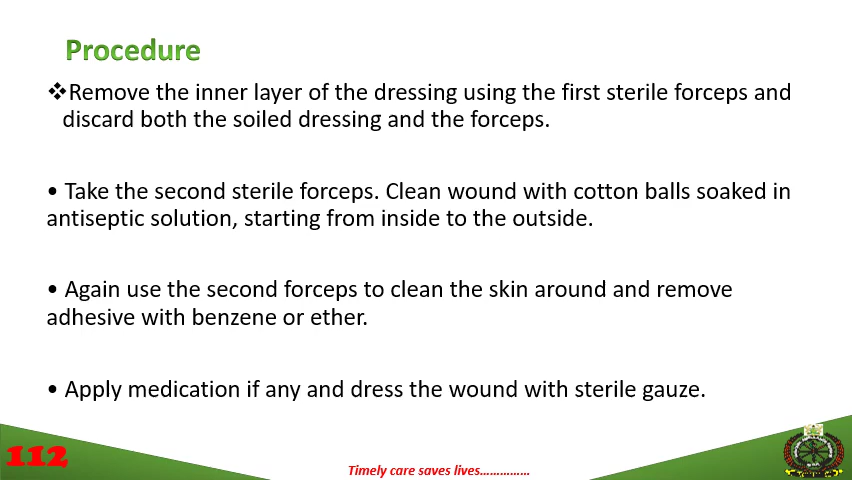 Procedure
❖Remove the inner layer of the dressing using the first sterile forceps and
discard both the soiled dressing and the forceps.
• Take the second sterile forceps. Clean wound with cotton balls soaked in
antiseptic solution, starting from inside to the outside.
• Again use the second forceps to clean the skin around and remove
adhesive with benzene or ether.
• Apply medication if any and dress the wound with sterile gauze.
112
Timely care saves lives……………